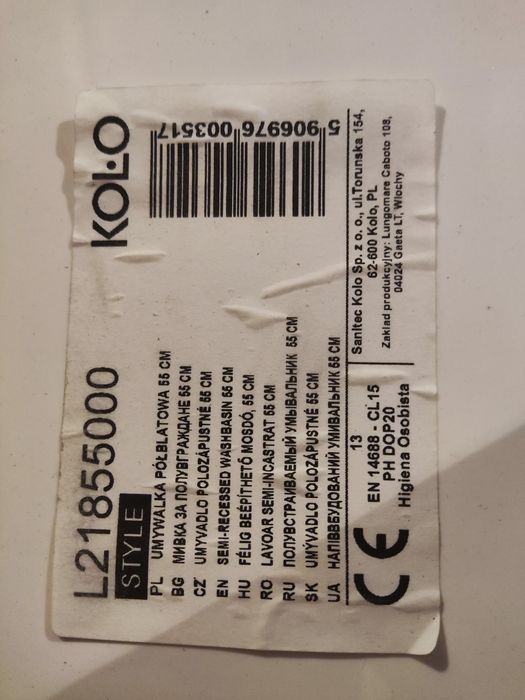 L21855000
KOŁO
STYLE
PL UMYWALKA PÓŁBLATOWA 55 CM
BG МИВКА ЗА ПОЛУВГРАЖДАНЕ 55 CM
CZ UMYVADLO POLOZÁPUSTNÉ 55 CM
EN SEMI-RECESSED WASHBASIN 55 CM
HU FÉLIG BEÉPÍTHETŐ MOSDÓ, 55 CM
RO LAVOAR SEMI-INCASTRAT 55 CM
RU ПОЛУВСТРАИВАЕМЫЙ УМЫВАЛЬНИК 55 CM
SK UMÝVADLO POLOZÁPUSTNÉ 55 CM
UA НАПІВВБУДОВАНИЙ УМИВАЛЬНИК 55 CM
5 906976 003517
CE
13
EN 14688 - CL15
PH DOP20
Higiena Osobista
Sanitec Kolo Sp. z o. o., ul.Torunska 154,
62-600 Kolo, PL
Zaklad produkcyjny: Lungomare Caboto 108,
04024 Gaeta LT, Wlochy